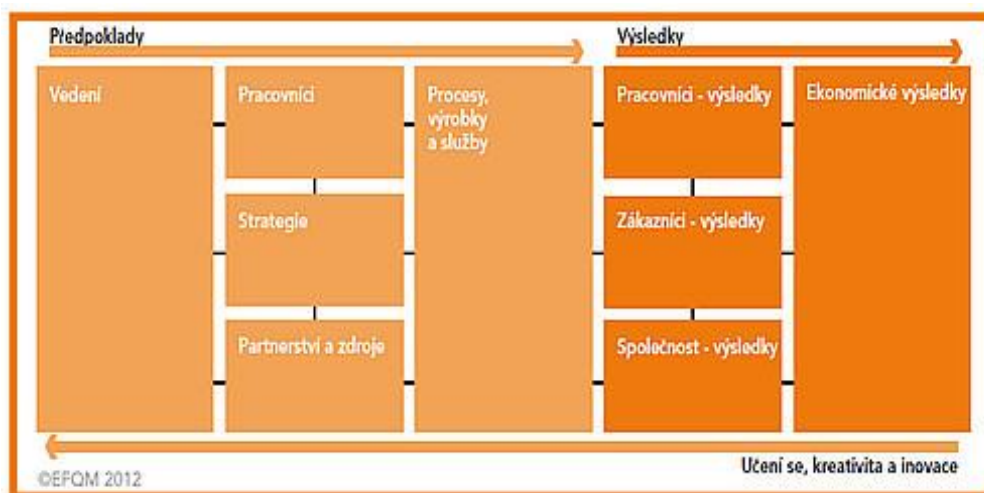 Předpoklady
Výsledky
Vedení
Pracovníci
Procesy,
výrobky
a služby
Pracovníci - výsledky
Ekonomické výsledky
Strategie
Zákazníci - výsledky
Partnerství a zdroje
Společnost - výsledky
Učení se, kreativita a inovace
©EFQM 2012